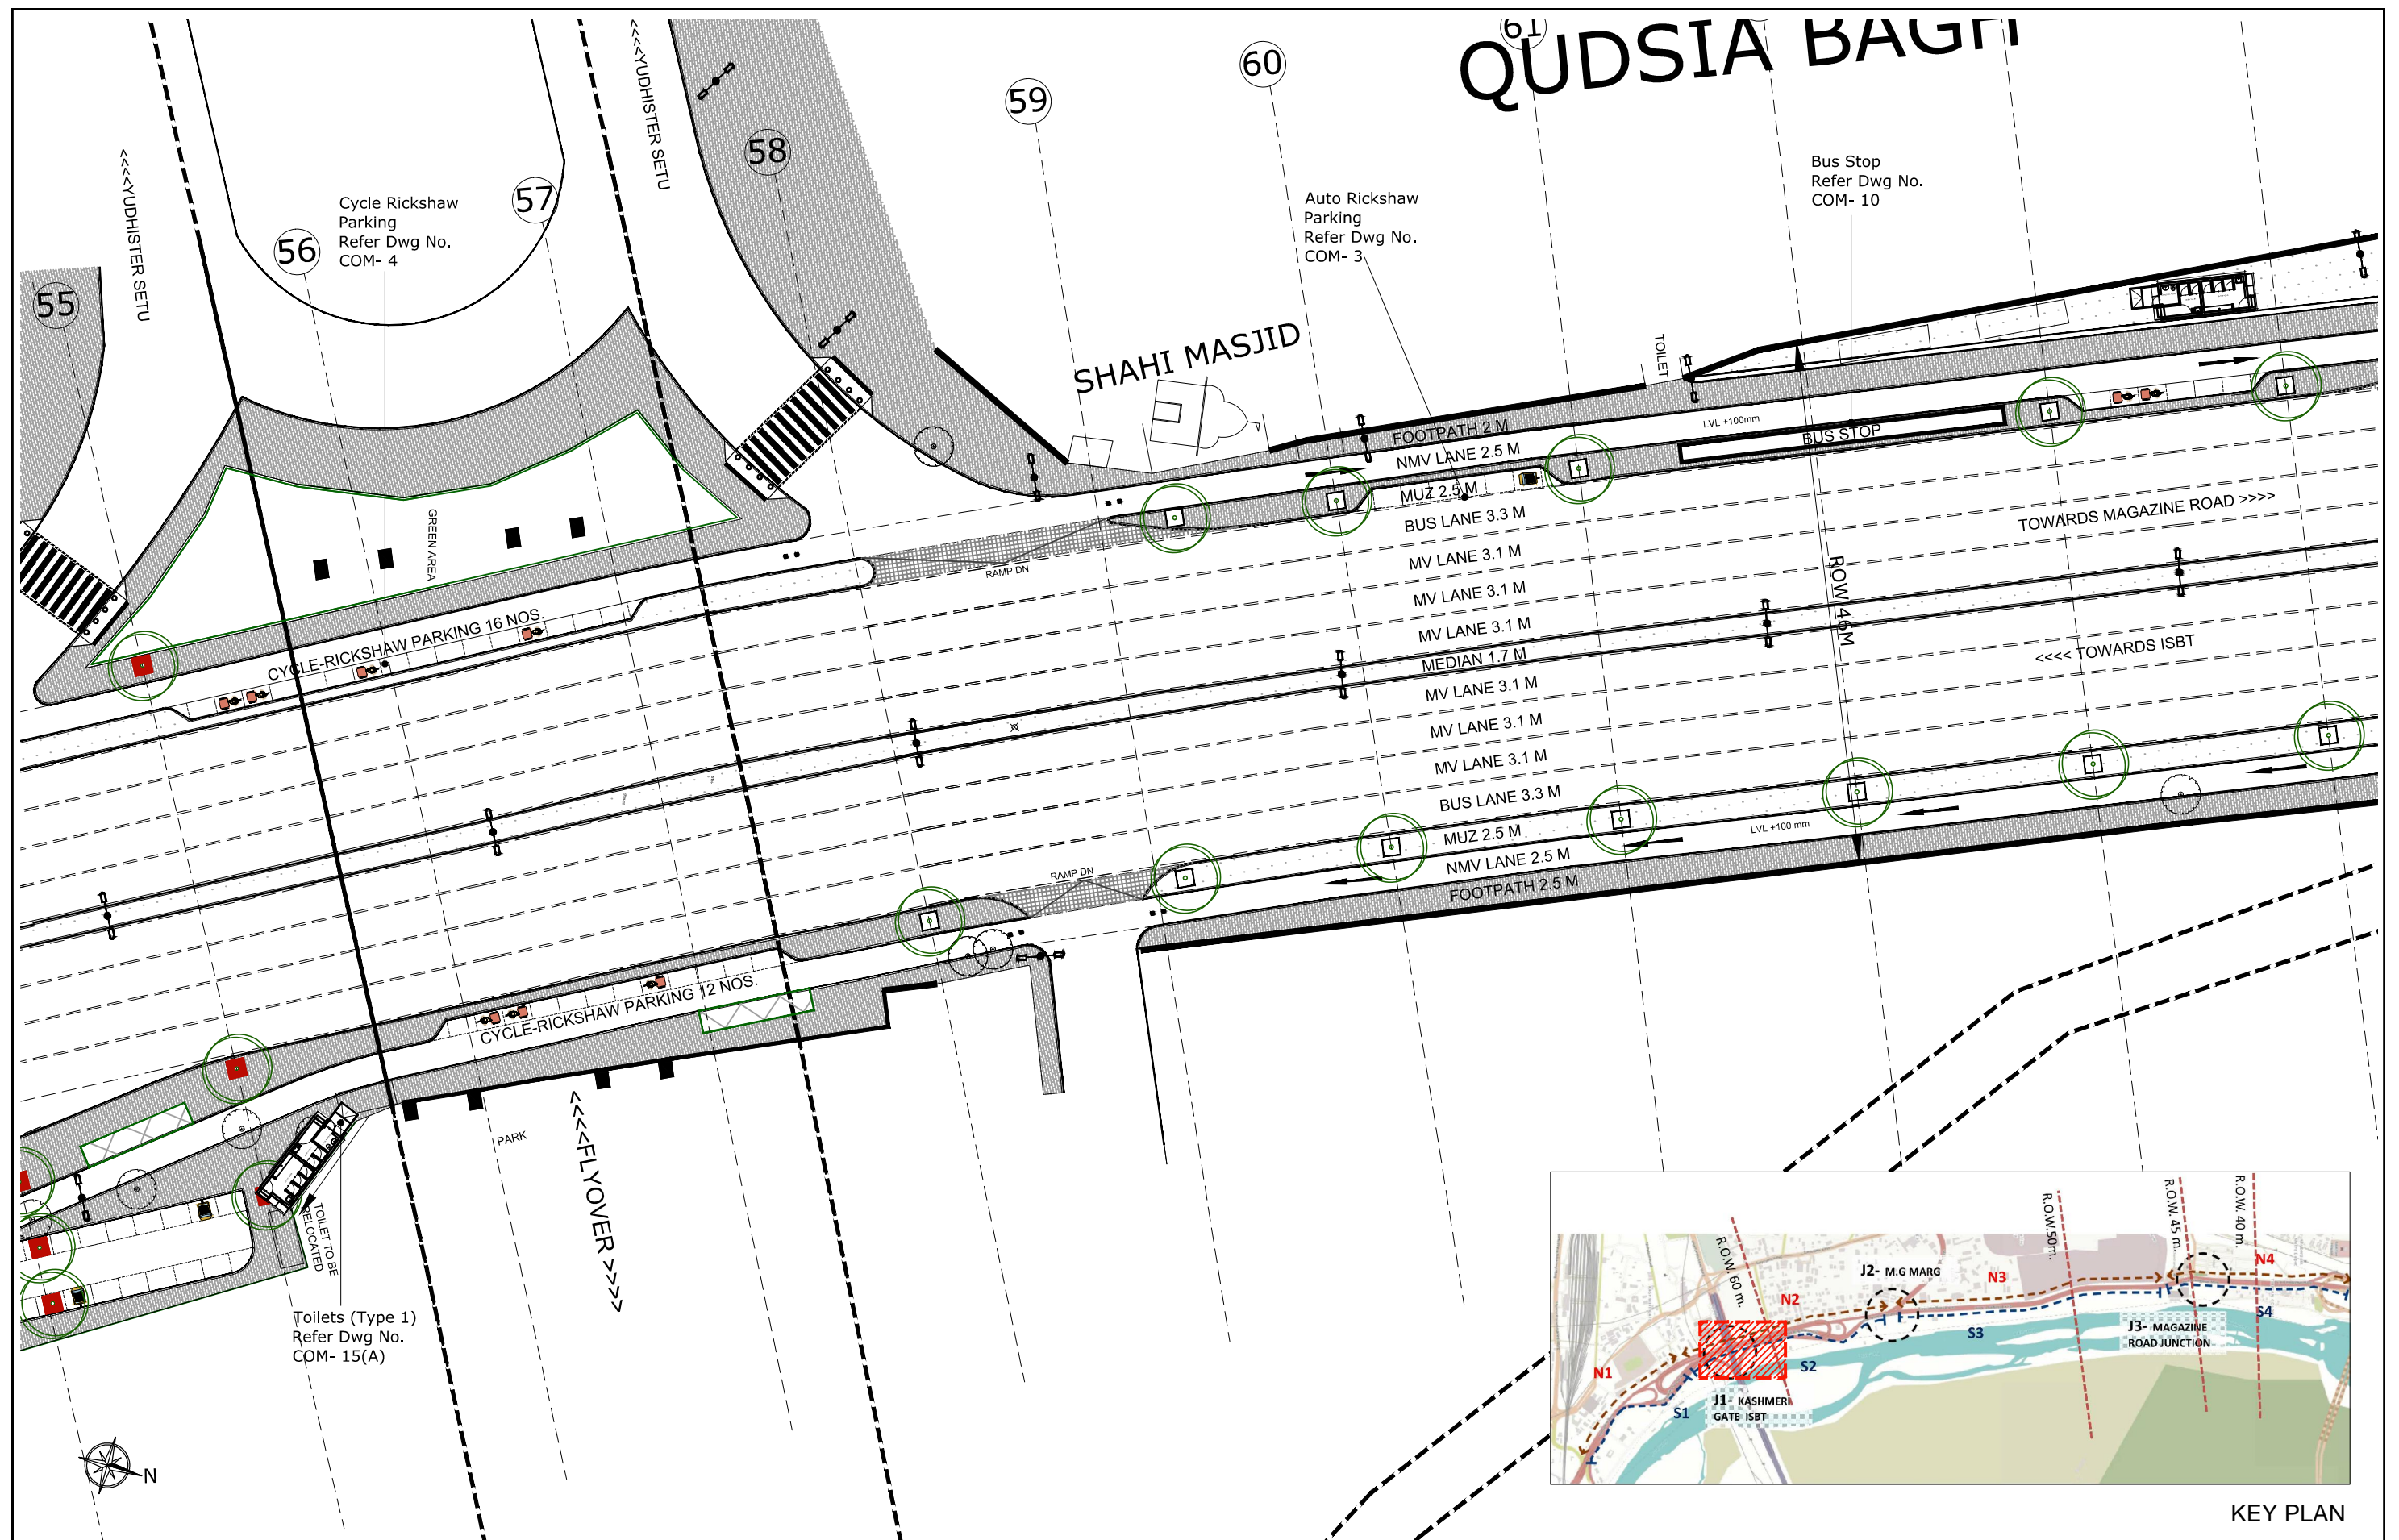 QUDSIA BAGH
61
60
59
58
57
56
55
<<<<YUDHISTER SETU
<<<<YUDHISTER SETU
Cycle Rickshaw
Parking
Refer Dwg No.
COM- 4
Auto Rickshaw
Parking
Refer Dwg No.
COM- 3
Bus Stop
Refer Dwg No.
COM- 10
SHAHI MASJID
TOILET
GREEN AREA
CYCLE-RICKSHAW PARKING 16 NOS.
RAMP DN
FOOTPATH 2 M
NMV LANE 2.5 M
MUZ 2.5 M
BUS LANE 3.3 M
MV LANE 3.1 M
MV LANE 3.1 M
MV LANE 3.1 M
MEDIAN 1.7 M
MV LANE 3.1 M
MV LANE 3.1 M
MV LANE 3.1 M
BUS LANE 3.3 M
MUZ 2.5 M
NMV LANE 2.5 M
FOOTPATH 2.5 M
LVL +100mm
BUS STOP
TOWARDS MAGAZINE ROAD >>>>
ROW 46M
<<<< TOWARDS ISBT
LVL +100 mm
RAMP DN
CYCLE-RICKSHAW PARKING 12 NOS.
PARK
<<<<FLYOVER >>>>
TOILET TO BE
RELOCATED
Toilets (Type 1)
Refer Dwg No.
COM- 15(A)
N
R.O.W. 60 m.
R.O.W.50m.
R.O.W. 45 m.
R.O.W. 40 m.
J2- M.G MARG
N1
N2
N3
N4
S1
S2
S3
S4
J1- KASHMERI
GATE ISBT
J3- MAGAZINE
ROAD JUNCTION
KEY PLAN